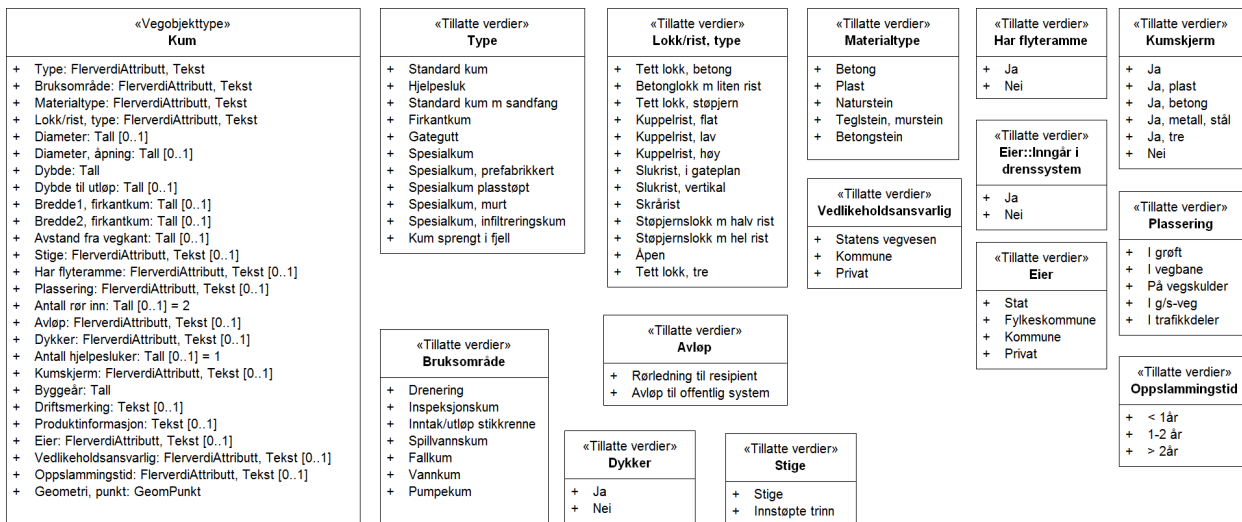 «Vegobjekttype»
Kum
+ Type: FlerverdiAttributt, Tekst
+ Bruksområde: FlerverdiAttributt, Tekst
+ Materialtype: FlerverdiAttributt, Tekst
+ Lokk/rist, type: FlerverdiAttributt, Tekst
+ Diameter: Tall [0..1]
+ Diameter, åpning: Tall [0..1]
+ Dybde: Tall
+ Dybde til utløp: Tall [0..1]
+ Bredde1, firkantkum: Tall [0..1]
+ Bredde2, firkantkum: Tall [0..1]
+ Avstand fra vegkant: Tall [0..1]
+ Stige: FlerverdiAttributt, Tekst [0..1]
+ Har flyteramme: FlerverdiAttributt, Tekst [0..1]
+ Plassering: FlerverdiAttributt, Tekst [0..1]
+ Antall rør inn: Tall [0..1] = 2
+ Avløp: FlerverdiAttributt, Tekst [0..1]
+ Dykker: FlerverdiAttributt, Tekst [0..1]
+ Antall hjelpesluker: Tall [0..1] = 1
+ Kumskjerm: FlerverdiAttributt, Tekst [0..1]
+ Byggeår: Tall
+ Driftsmerking: Tekst [0..1]
+ Produktinformasjon: Tekst [0..1]
+ Eier: FlerverdiAttributt, Tekst [0..1]
+ Vedlikeholdsansvarlig: FlerverdiAttributt, Tekst [0..1]
+ Oppslammingstid: FlerverdiAttributt, Tekst [0..1]
+ Geometri, punkt: GeomPunkt
«Tillatte verdier»
Type
+ Standard kum
+ Hjelpesluk
+ Standard kum m sandfang
+ Firkantkum
+ Gategutt
+ Spesialkum
+ Spesialkum, prefabrikkert
+ Spesialkum plasstøpt
+ Spesialkum, murt
+ Spesialkum, infiltreringskum
+ Kum sprengt i fjell
«Tillatte verdier»
Bruksområde
+ Drenering
+ Inspeksjonskum
+ Inntak/utløp stikkrenne
+ Spillvannskum
+ Fallkum
+ Vannkum
+ Pumpekum
«Tillatte verdier»
Lokk/rist, type
+ Tett lokk, betong
+ Betonglokk m liten rist
+ Tett lokk, støpjern
+ Kuppelrist, flat
+ Kuppelrist, lav
+ Kuppelrist, høy
+ Slukrist, i gateplan
+ Slukrist, vertikal
+ Skrårist
+ Støpjernslokk m halv rist
+ Støpjernslokk m hel rist
+ Åpen
+ Tett lokk, tre
«Tillatte verdier»
Avløp
+ Rørledning til resipient
+ Avløp til offentlig system
«Tillatte verdier»
Dykker
+ Ja
+ Nei
«Tillatte verdier»
Stige
+ Stige
+ Innstøpte trinn
«Tillatte verdier»
Materialtype
+ Betong
+ Plast
+ Naturstein
+ Teglstein, murstein
+ Betongstein
«Tillatte verdier»
Vedlikeholdsansvarlig
+ Statens vegvesen
+ Kommune
+ Privat
«Tillatte verdier»
Har flyteramme
+ Ja
+ Nei
«Tillatte verdier»
Eier::Inngår i
drenssystem
+ Ja
+ Nei
«Tillatte verdier»
Eier
+ Stat
+ Fylkeskommune
+ Kommune
+ Privat
«Tillatte verdier»
Kumskjerm
+ Ja
+ Ja, plast
+ Ja, betong
+ Ja, metall, stål
+ Ja, tre
+ Nei
«Tillatte verdier»
Plassering
+ I grøft
+ I vegbane
+ På vegskulder
+ I g/s-veg
+ I trafikkdeler
«Tillatte verdier»
Oppslammingstid
+ < 1år
+ 1-2 år
+ > 2år